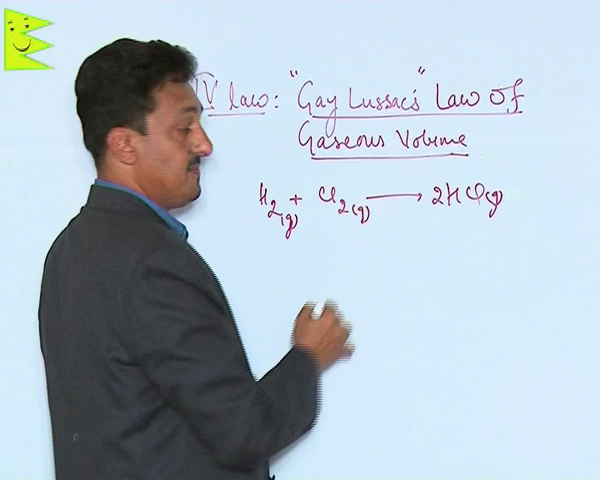 IV law: "Gay Lussac's" Law Of
Gaseous Volume
H2(g) + Cl2(g) → 2HCl(g)